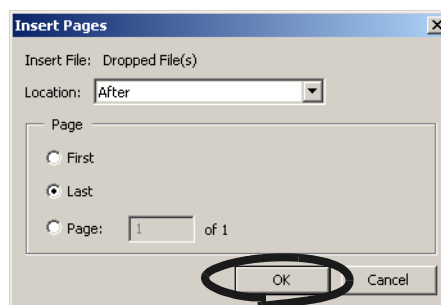 Insert Pages
Insert File: Dropped File(s)
Location: After
Page
First
Last
Page: 1 of 1
OK Cancel